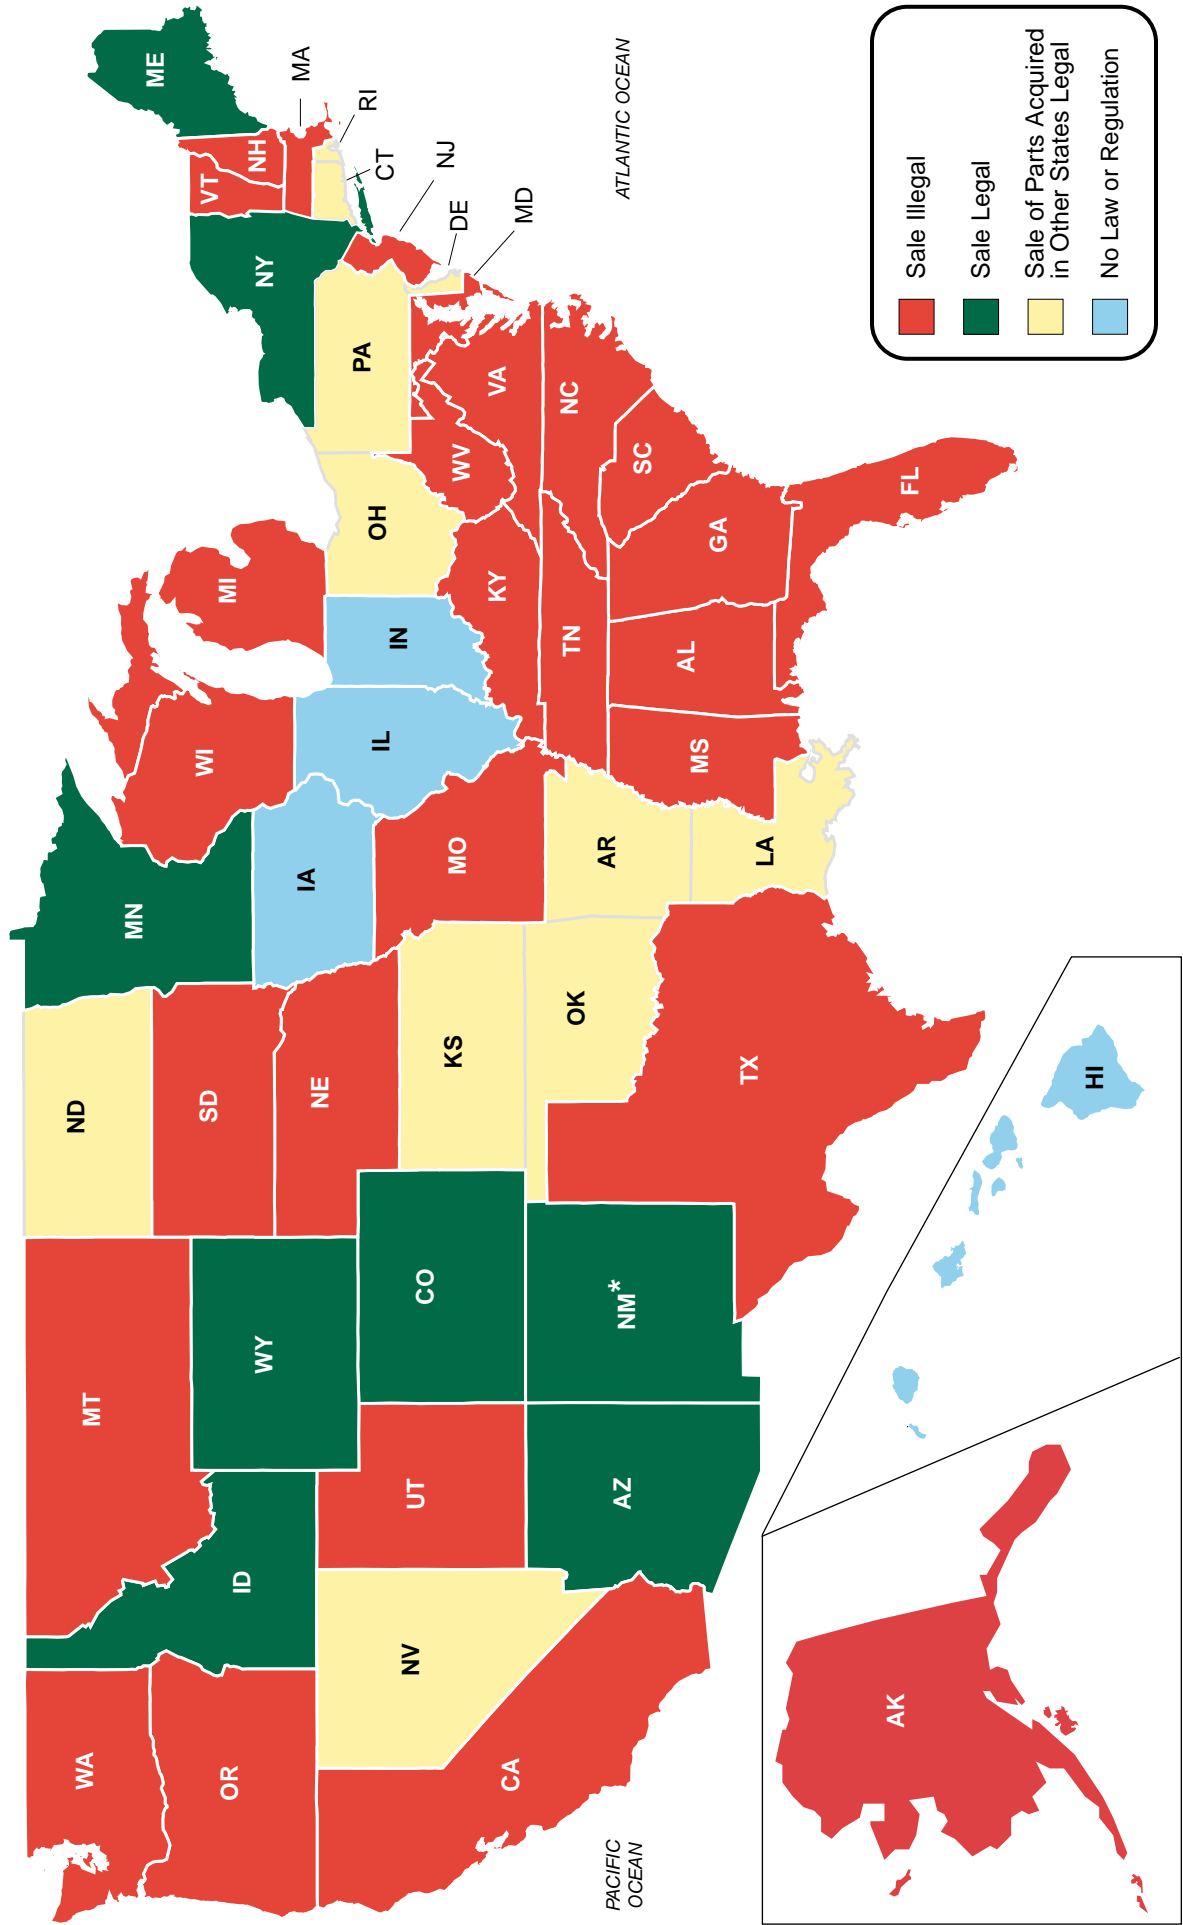 WA
OR
CA
ID
NV
MT
WY
UT
CO
AZ
NM*
ND
SD
NE
KS
OK
TX
MN
IA
MO
AR
LA
WI
IL
MI
IN
OH
KY
TN
MS
AL
GA
FL
SC
NC
VA
WV
PA
NY
VT
NH
ME
MA
RI
CT
NJ
DE
MD
AK
HI
PACIFIC
OCEAN
ATLANTIC OCEAN
Sale Illegal
Sale Legal
Sale of Parts Acquired
in Other States Legal
No Law or Regulation